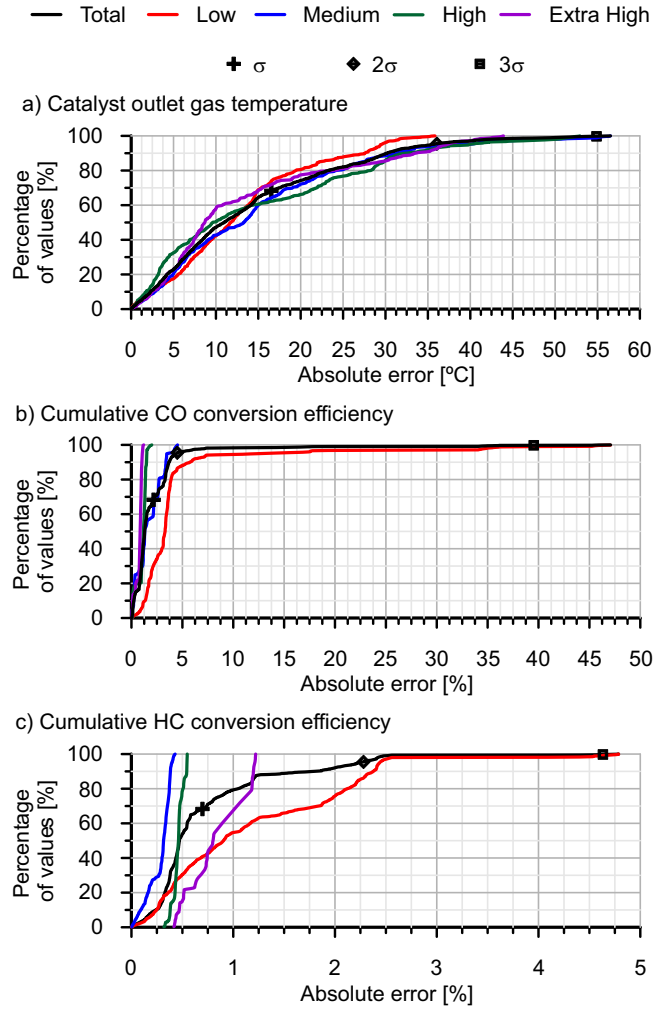 Total Low Medium High Extra High
σ 2σ 3σ
a) Catalyst outlet gas temperature
100
80
60
40
20
0
Percentage
of values [%]
0 5 10 15 20 25 30 35 40 45 50 55 60
Absolute error [ºC]
b) Cumulative CO conversion efficiency
100
80
60
40
20
0
Percentage
of values [%]
0 5 10 15 20 25 30 35 40 45 50
Absolute error [%]
c) Cumulative HC conversion efficiency
100
80
60
40
20
0
Percentage
of values [%]
0 1 2 3 4 5
Absolute error [%]